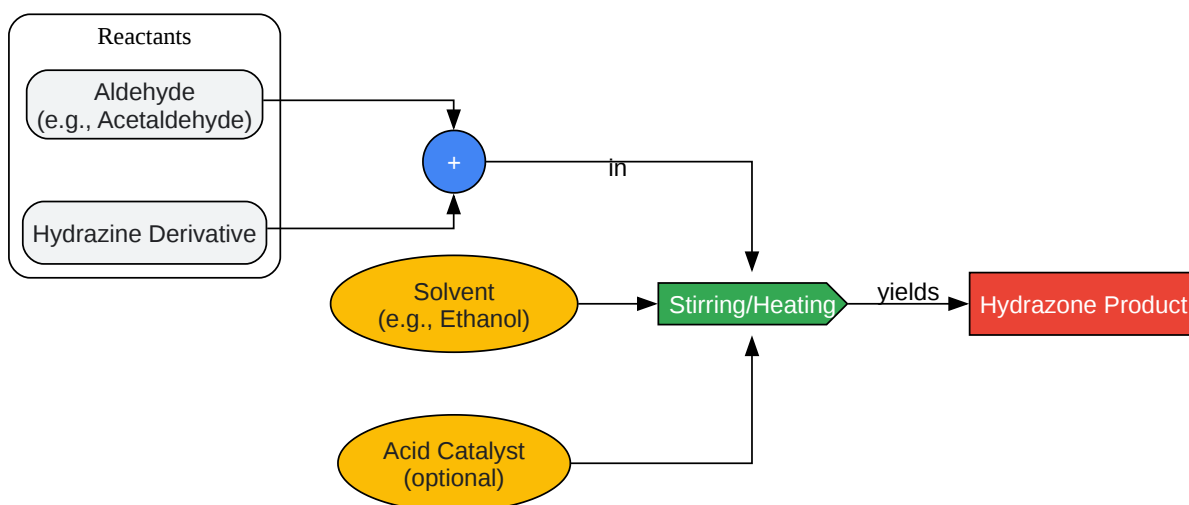 Reactants
Aldehyde
(e.g., Acetaldehyde)
+
in
Hydrazine Derivative
Solvent
(e.g., Ethanol)
Stirring/Heating
yields
Hydrazone Product
Acid Catalyst
(optional)